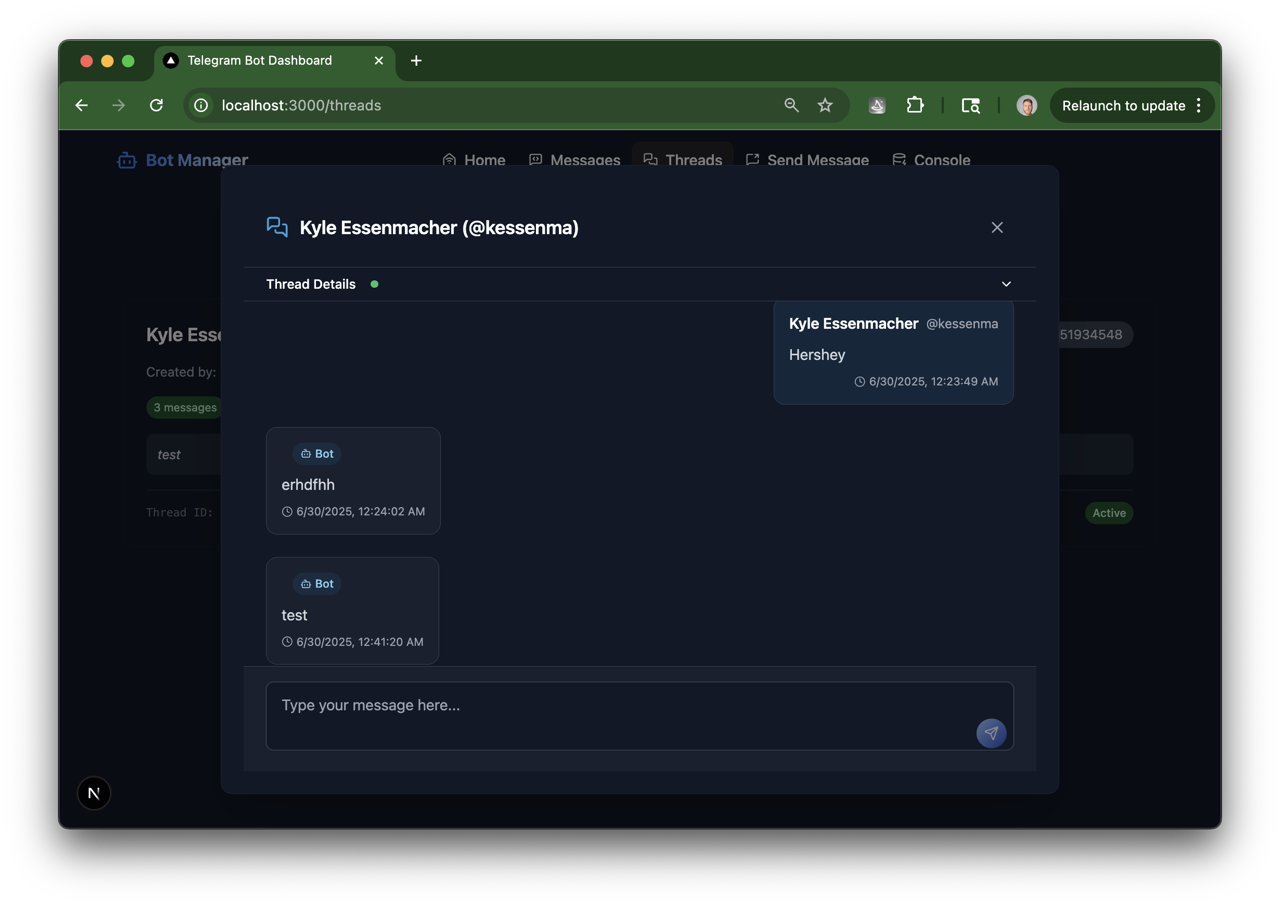 Telegram Bot Dashboard
localhost:3000/threads
Relaunch to update
Bot Manager
Home
Messages
Threads
Send Message
Console
Kyle Essenmacher (@kessenma)
Thread Details
Kyle Essenmacher @kessenma
Hershey
6/30/2025, 12:23:49 AM
Bot
erhdfhh
6/30/2025, 12:24:02 AM
Bot
test
6/30/2025, 12:41:20 AM
Type your message here...
Kyle Esse
51934548
Created by:
3 messages
test
Thread ID:
Active
N